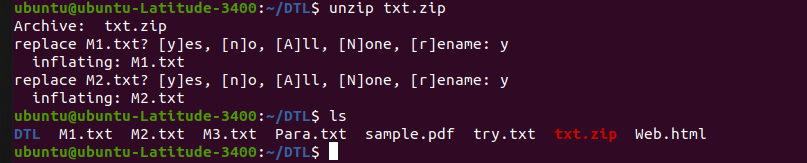 ubuntu@ubuntu-Latitude-3400:~/DTL$ unzip txt.zip
Archive:  txt.zip
replace M1.txt? [y]es, [n]o, [A]ll, [N]one, [r]ename: y
  inflating: M1.txt
replace M2.txt? [y]es, [n]o, [A]ll, [N]one, [r]ename: y
  inflating: M2.txt
ubuntu@ubuntu-Latitude-3400:~/DTL$ ls
DTL  M1.txt  M2.txt  M3.txt  Para.txt  sample.pdf  try.txt  txt.zip  Web.html
ubuntu@ubuntu-Latitude-3400:~/DTL$